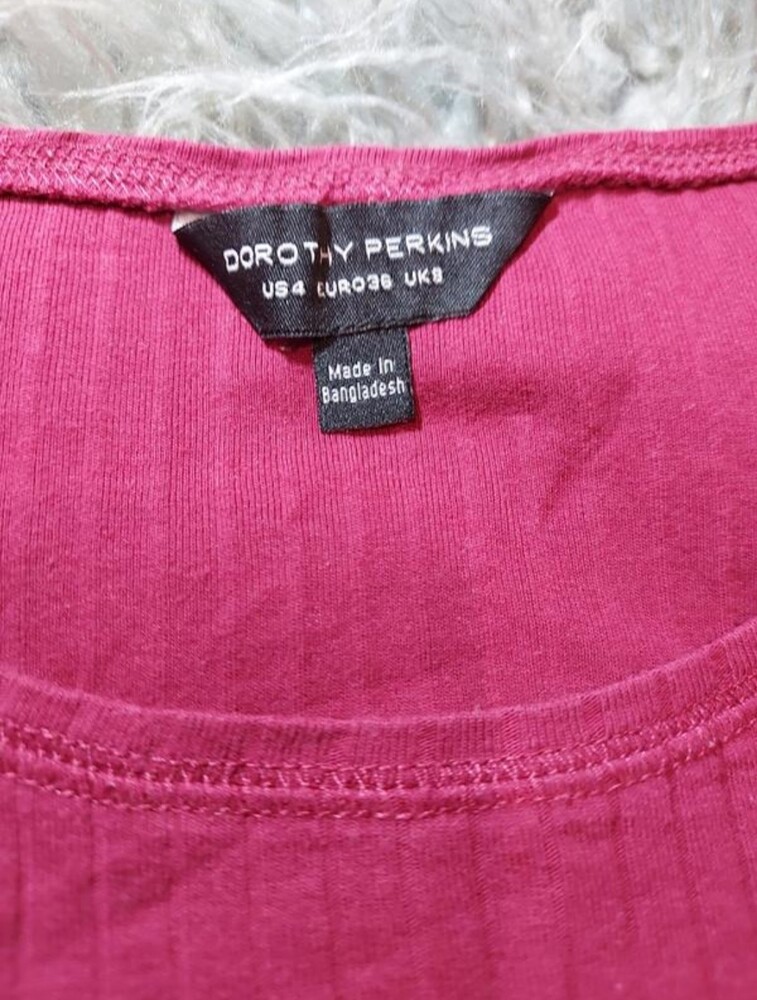 DOROTHY PERKINS
US4 EURO36 UK8
Made in
Bangladesh